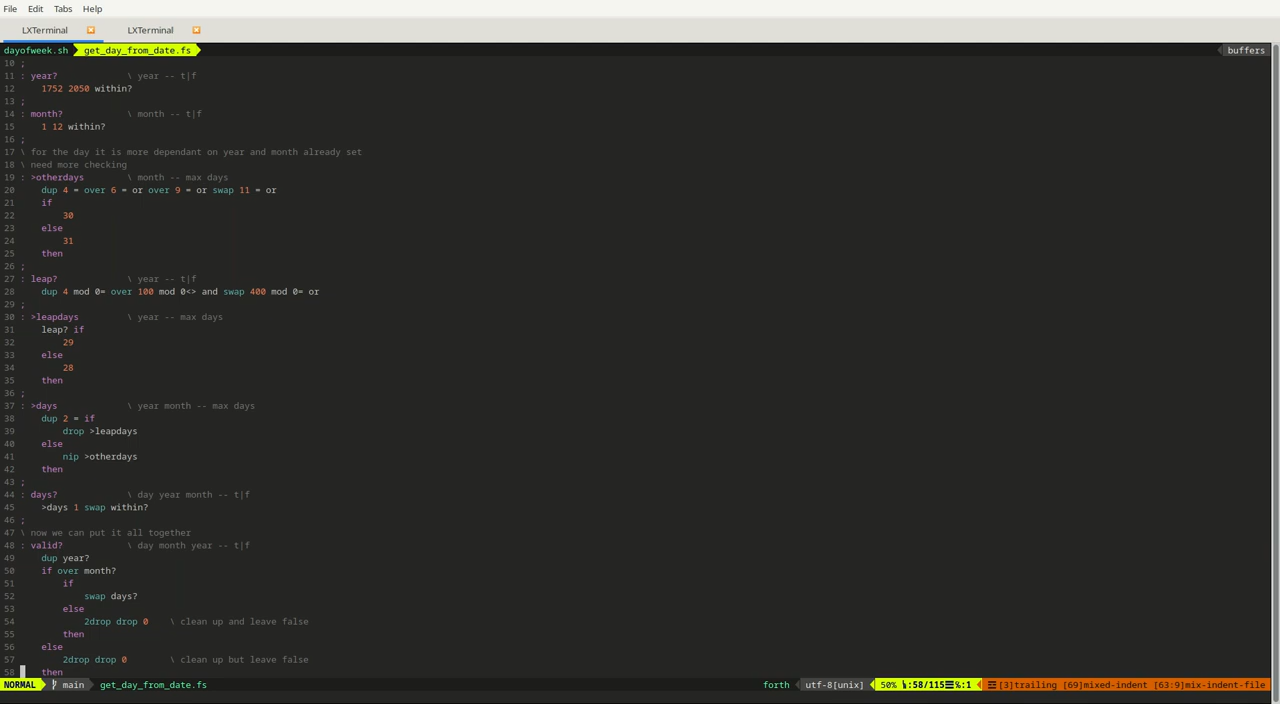 File Edit Tabs Help
LXTerminal LXTerminal
dayofweek.sh get_day_from_date.fs buffers
10 ;
11 : year? \ year -- t|f
12 1752 2050 within?
13 ;
14 : month? \ month -- t|f
15 1 12 within?
16 ;
17 \ for the day it is more dependant on year and month already set
18 \ need more checking
19 : >otherdays \ month -- max days
20 dup 4 = over 6 = or over 9 = or swap 11 = or
21 if
22 30
23 else
24 31
25 then
26 ;
27 : leap? \ year -- t|f
28 dup 4 mod 0= over 100 mod 0<> and swap 400 mod 0= or
29 ;
30 : >leapdays \ year -- max days
31 leap? if
32 29
33 else
34 28
35 then
36 ;
37 : >days \ year month -- max days
38 dup 2 = if
39 drop >leapdays
40 else
41 nip >otherdays
42 then
43 ;
44 : days? \ day year month -- t|f
45 >days 1 swap within?
46 ;
47 \ now we can put it all together
48 : valid? \ day month year -- t|f
49 dup year?
50 if over month?
51 if
52 swap days?
53 else
54 2drop drop 0 \ clean up and leave false
55 then
56 else
57 2drop drop 0 \ clean up but leave false
58 then
NORMAL main get_day_from_date.fs forth utf-8[unix] 50% :58/115☰%:1 ☲[3]trailing [69]mixed-indent [63:9]mix-indent-file